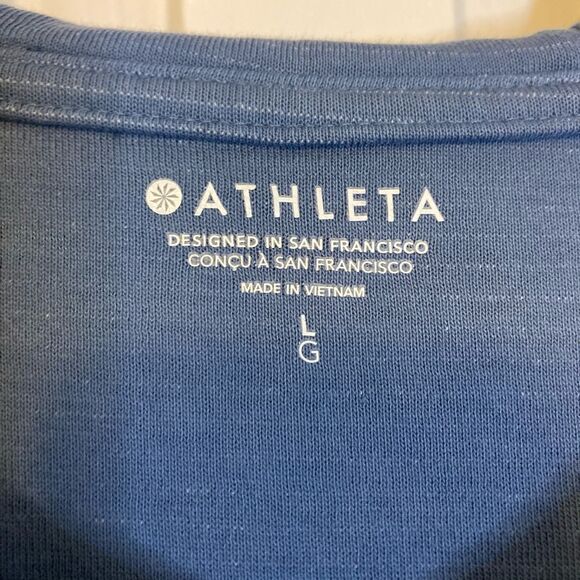 ATHLETA
DESIGNED IN SAN FRANCISCO
CONÇU À SAN FRANCISCO
MADE IN VIETNAM
L
G